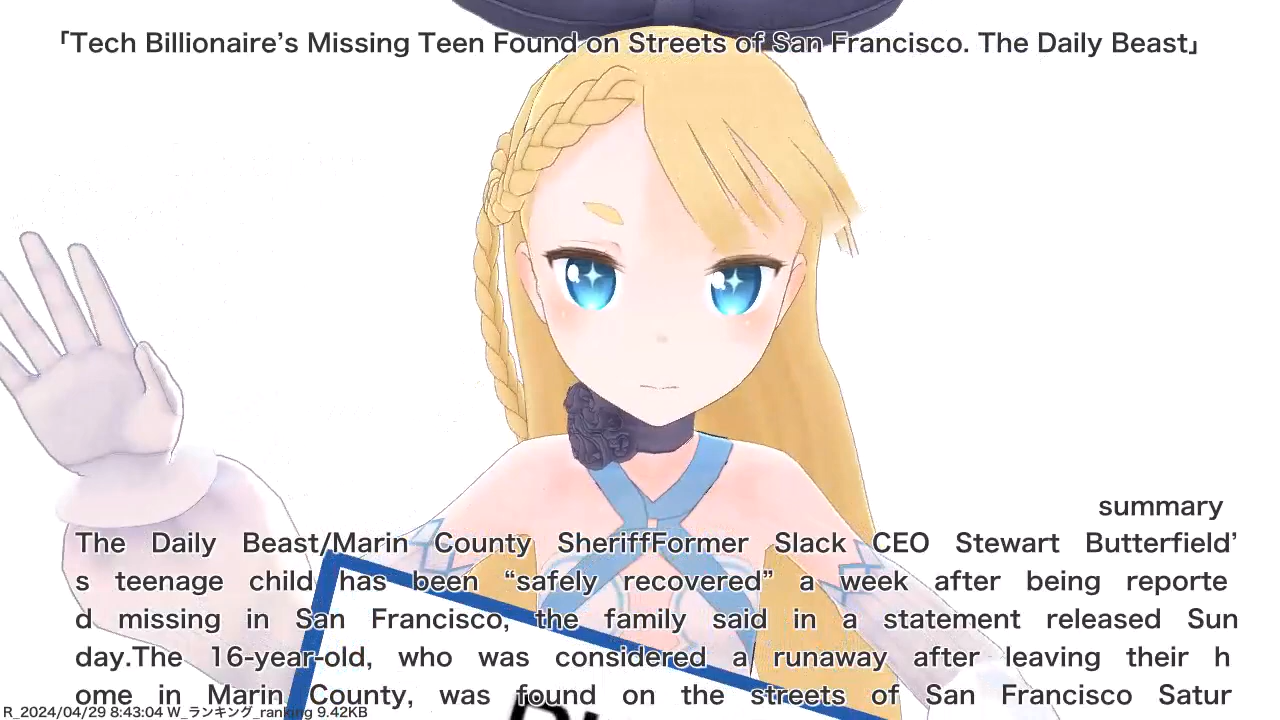 「Tech Billionaire’s Missing Teen Found on Streets of San Francisco. The Daily Beast」
summary
The Daily Beast/Marin County SheriffFormer Slack CEO Stewart Butterfield’
s teenage child has been “safely recovered” a week after being reporte
d missing in San Francisco, the family said in a statement released Sun
day.The 16-year-old, who was considered a runaway after leaving their h
ome in Marin County, was found on the streets of San Francisco Satur
R_2024/04/29 8:43:04 W_ランキング_ranking 9.42KB